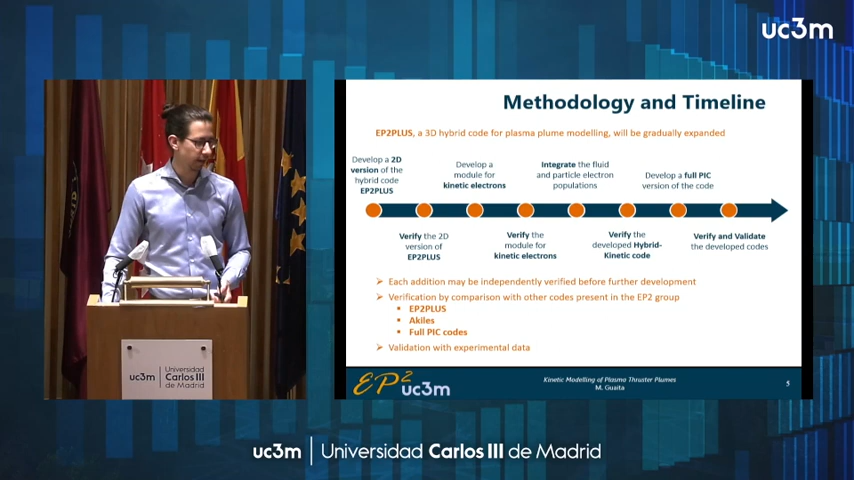 uc3m
Methodology and Timeline
EP2PLUS, a 3D hybrid code for plasma plume modelling, will be gradually expanded
Develop a 2D
version of the
hybrid code
EP2PLUS
Develop a
module for
kinetic electrons
Integrate the fluid
and particle electron
populations
Develop a full PIC
version of the code
Verify the 2D
version of
EP2PLUS
Verify the
module for
kinetic electrons
Verify the
developed Hybrid-
Kinetic code
Verify and Validate
the developed codes
Each addition may be independently verified before further development
Verification by comparison with other codes present in the EP2 group
EP2PLUS
Akiles
Full PIC codes
Validation with experimental data
EP2 uc3m
Kinetic Modelling of Plasma Thruster Plumes
M. Guaita
5
uc3m
Universidad
Carlos III
de Madrid
uc3m | Universidad Carlos III de Madrid